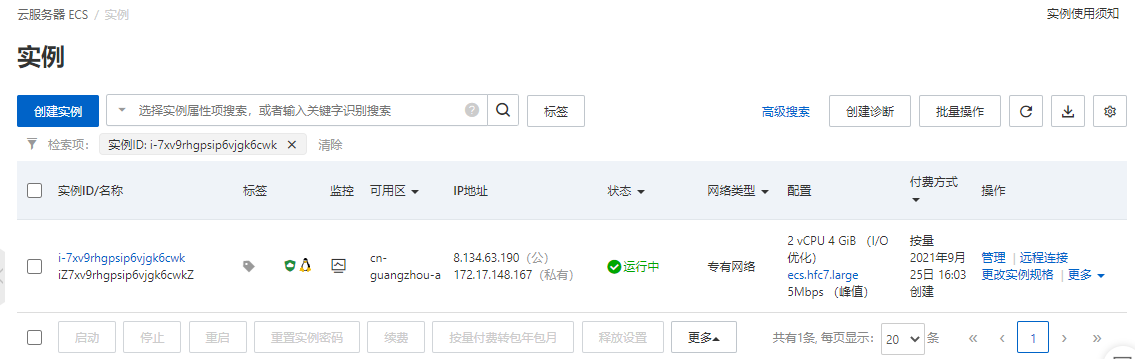 云服务器 ECS / 实例
实例使用须知
实例
创建实例 选择实例属性项搜索，或者输入关键字识别搜索 ? 标签 高级搜索 创建诊断 批量操作
检索项： 实例ID: i-7xv9rhgpsip6vjgk6cwk × 清除
实例ID/名称 标签 监控 可用区 IP地址 状态 网络类型 配置 付费方式 操作
i-7xv9rhgpsip6vjgk6cwk
iZ7xv9rhgpsip6vjgk6cwkZ
cn-
guangzhou-a
8.134.63.190（公）
172.17.148.167（私有）
运行中
专有网络
2 vCPU 4 GiB （I/O
优化）
ecs.hfc7.large
5Mbps （峰值）
按量
2021年9月
25日 16:03
创建
管理 | 远程连接
更改实例规格 | 更多
启动 停止 重启 重置实例密码 续费 按量付费转包年包月 释放设置 更多 共有1条, 每页显示: 20 条 « ‹ 1 › »